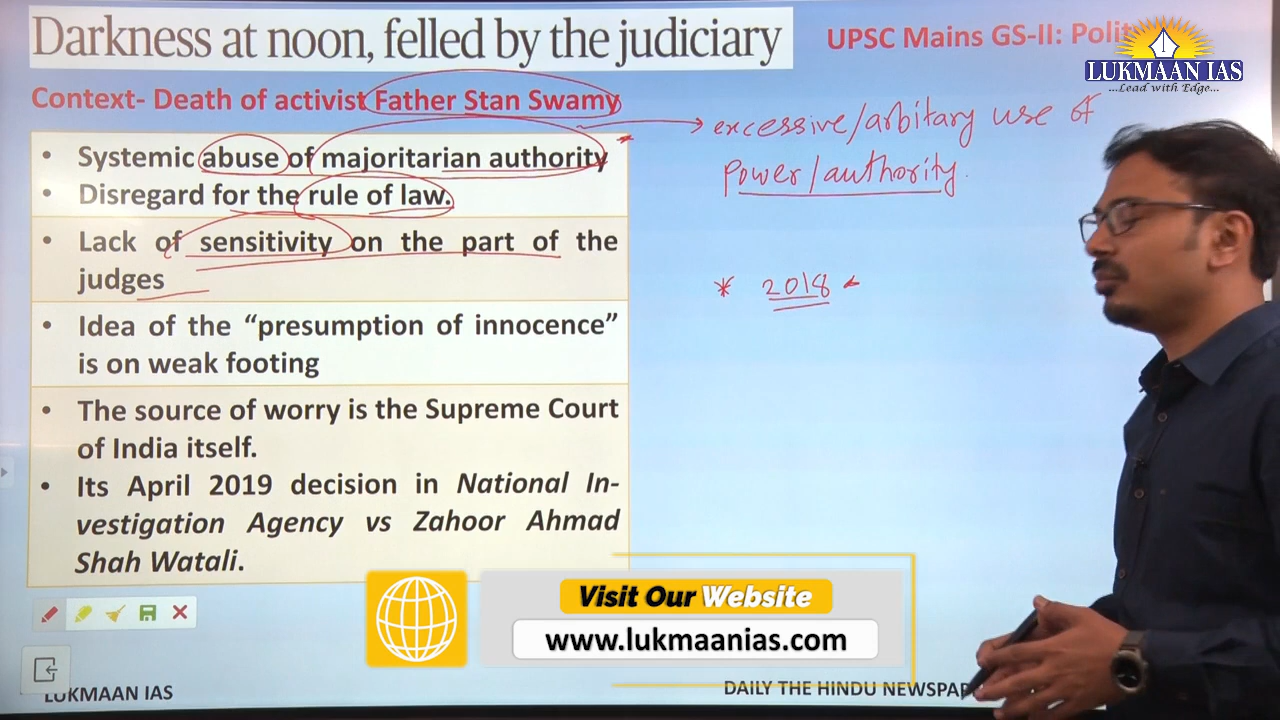 Darkness at noon, felled by the judiciary
UPSC Mains GS-II: Polit
LUKMAAN IAS
...Lead with Edge...
Context- Death of activist Father Stan Swamy
• Systemic abuse of majoritarian authority
• Disregard for the rule of law.
• Lack of sensitivity on the part of the
judges
• Idea of the “presumption of innocence”
is on weak footing
• The source of worry is the Supreme Court
of India itself.
• Its April 2019 decision in National In-
vestigation Agency vs Zahoor Ahmad
Shah Watali.
excessive/arbitary use of
Power/authority.
* 2018
Visit Our Website
www.lukmaanias.com
LUKMAAN IAS
DAILY THE HINDU NEWSPAP